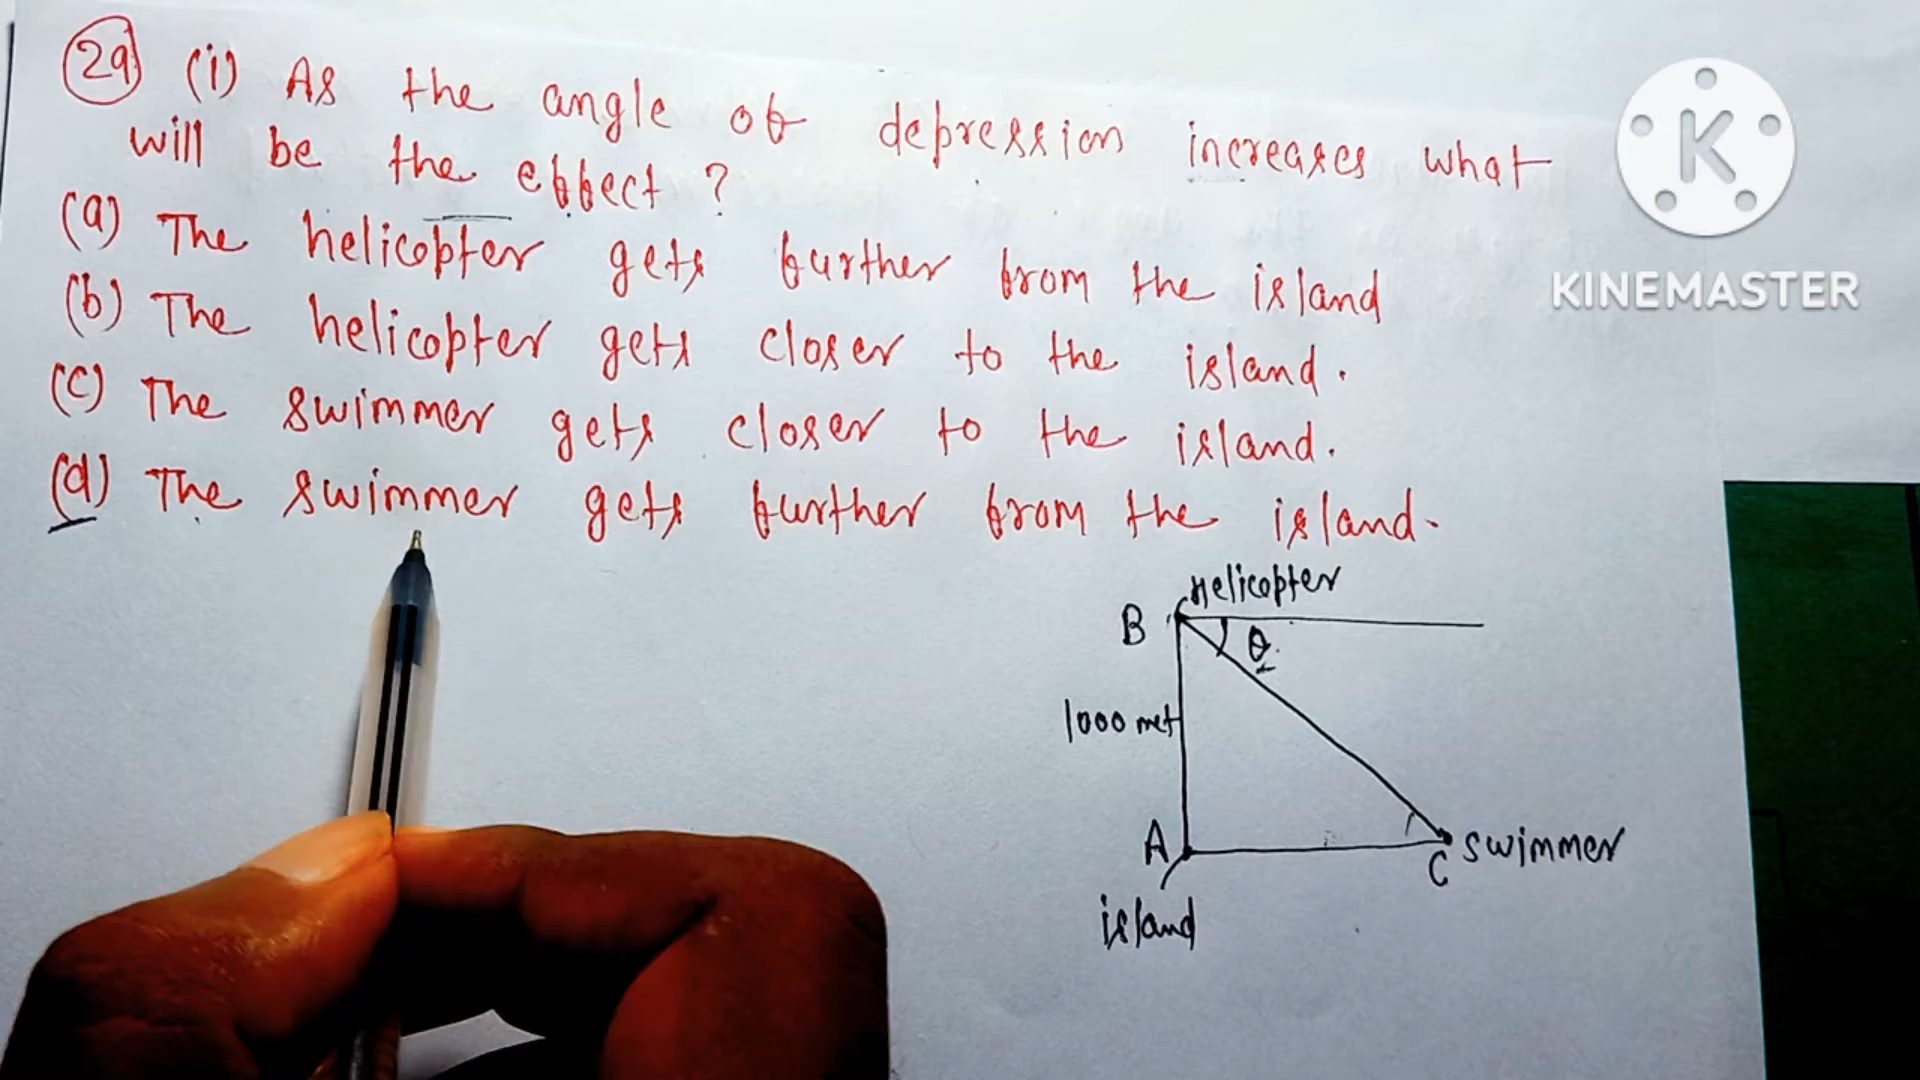 29 (i) As the angle of depression increases what
will be the effect ?
(a) The helicopter gets further from the island
(b) The helicopter gets closer to the island.
(c) The swimmer gets closer to the island.
(d) The swimmer gets further from the island.
K
KINEMASTER
Helicopter
B
θ
1000 met
A
C swimmer
island